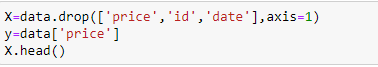 X=data.drop(['price','id','date'],axis=1)
y=data['price']
X.head()